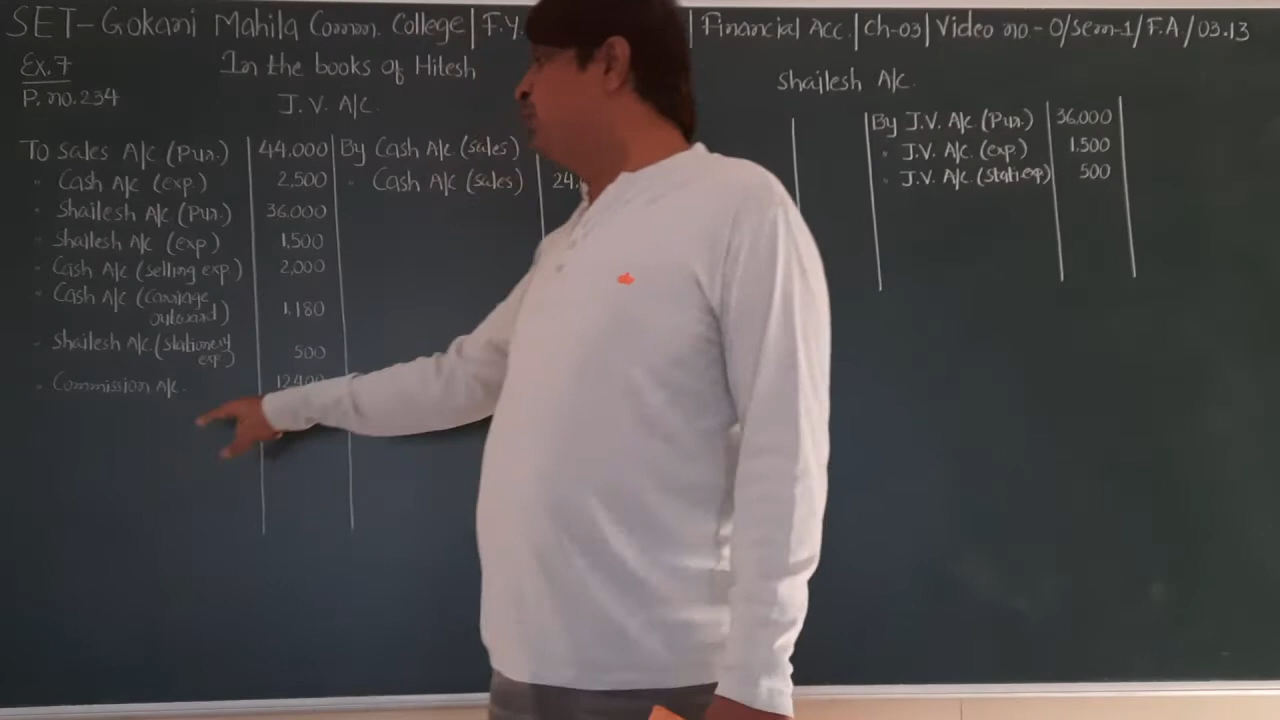 SET-Gokani Mahila Comm. College | F.Y. | Financial Acc. | Ch-03 | Video no.-0/Sem-1/F.A/03.13
Ex.7
P. no. 234
In the books of Hitesh
J. V. A/c.
To Sales A/c (Pur.) 44.000 By Cash A/c. (sales)
" Cash A/c (exp.) 2,500 " Cash A/c (sales) 24.
" Shailesh A/c (Pur.) 36.000
" Shailesh A/c (exp) 1,500
" Cash A/c (selling exp.) 2,000
" Cash A/c (carriage
outward) 1,180
" Shailesh A/c. (stationery
exp) 500
" Commission A/c. 12400
Shailesh A/c.
By J.V. A/c (Pur.) 36.000
" J.V. A/c. (exp) 1.500
" J.V. A/c. (stati exp) 500